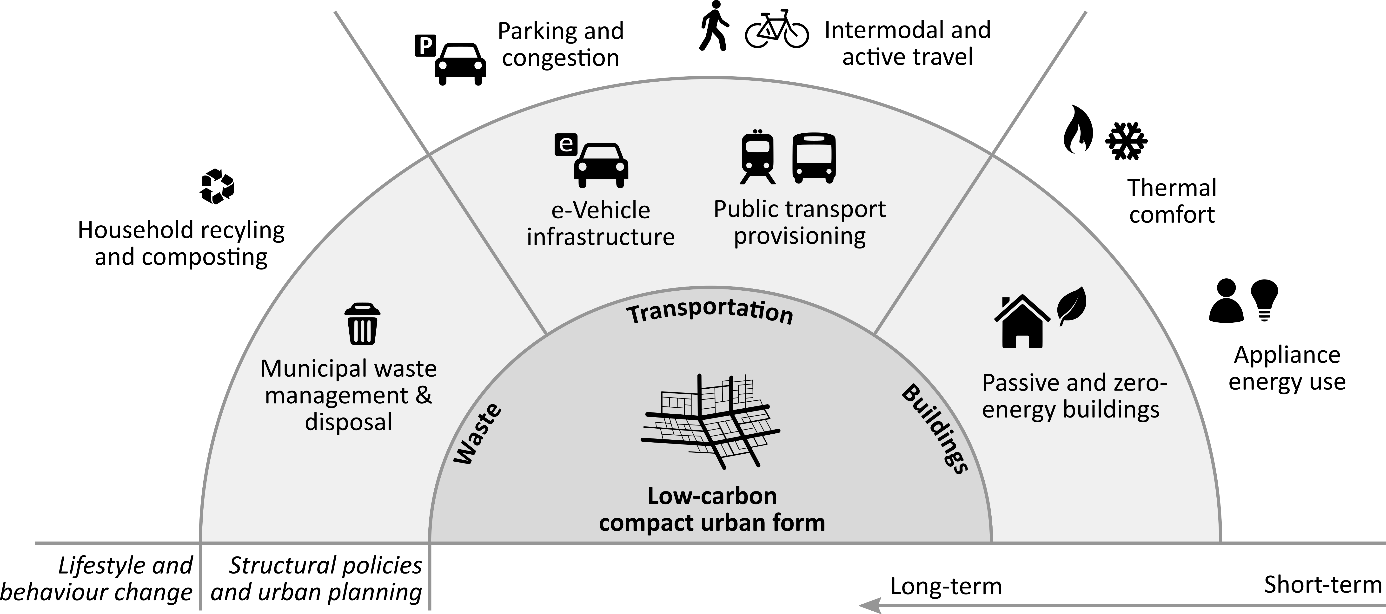 P
Parking and
congestion
Intermodal and
active travel
e
e-Vehicle
infrastructure
Public transport
provisioning
Thermal
comfort
Household recyling
and composting
Municipal waste
management &
disposal
Passive and zero-
energy buildings
Appliance
energy use
Waste
Transportation
Buildings
Low-carbon
compact urban form
Lifestyle and
behaviour change
Structural policies
and urban planning
Long-term
Short-term